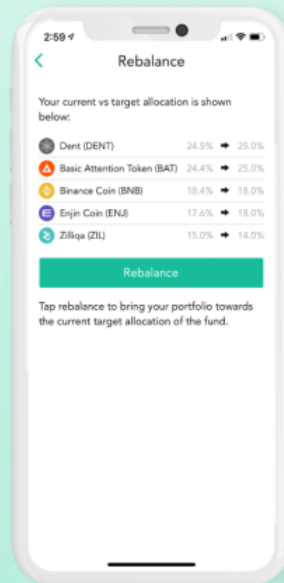 2:59
Rebalance
Your current vs target allocation is shown
below:
Dent (DENT) 24.5% ➔ 25.0%
Basic Attention Token (BAT) 24.4% ➔ 25.0%
Binance Coin (BNB) 18.4% ➔ 18.0%
Enjin Coin (ENJ) 17.6% ➔ 18.0%
Zilliqa (ZIL) 15.0% ➔ 14.0%
Rebalance
Tap rebalance to bring your portfolio towards
the current target allocation of the fund.